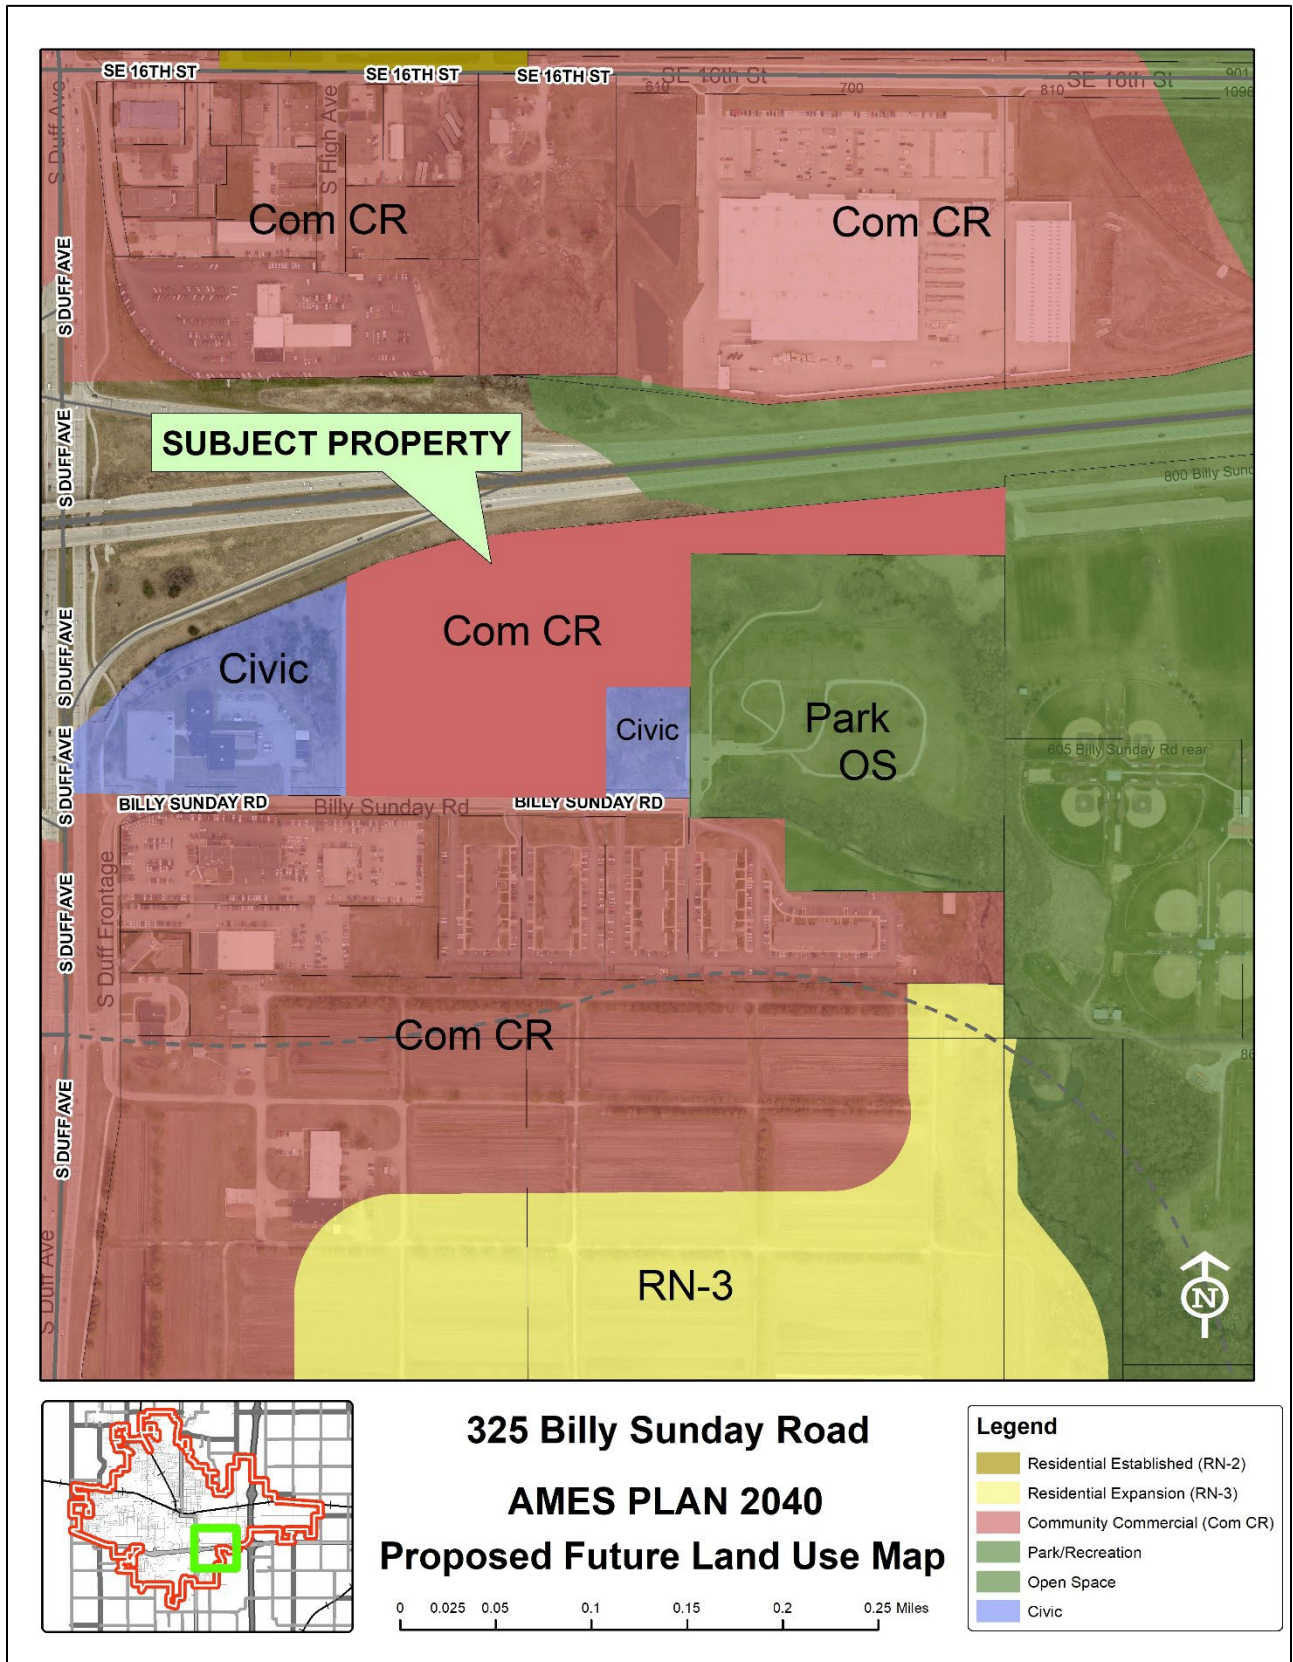 SE 16TH ST
SE 16TH ST
SE 16TH ST
SE 16th St
SE 16th St
901
610
700
810
1098
S Duff Ave
S High Ave
Com CR
Com CR
S DUFF AVE
S DUFF AVE
SUBJECT PROPERTY
800 Billy Sund
Com CR
Civic
S DUFF AVE
Civic
Park
OS
605 Billy Sunday Rd rear
S DUFF AVE
BILLY SUNDAY RD
Billy Sunday Rd
BILLY SUNDAY RD
S Duff Frontage
S DUFF AVE
Com CR
86
S DUFF AVE
S Duff Ave
RN-3
N
325 Billy Sunday Road
AMES PLAN 2040
Proposed Future Land Use Map
0 0.025 0.05 0.1 0.15 0.2 0.25 Miles
Legend
Residential Established (RN-2)
Residential Expansion (RN-3)
Community Commercial (Com CR)
Park/Recreation
Open Space
Civic